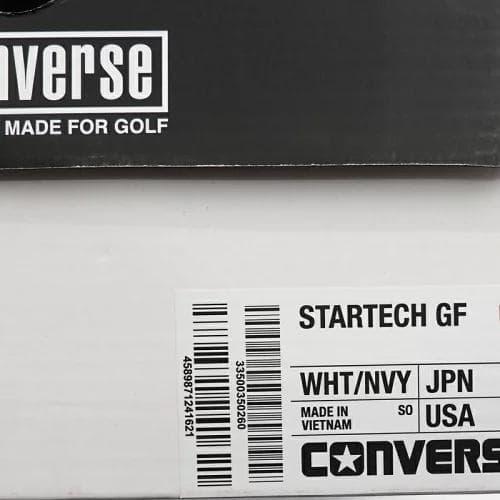 nverse
MADE FOR GOLF
STARTECH GF
WHT/NVY JPN
MADE IN VIETNAM SO USA
CONVERS
4589871241621
33500350260